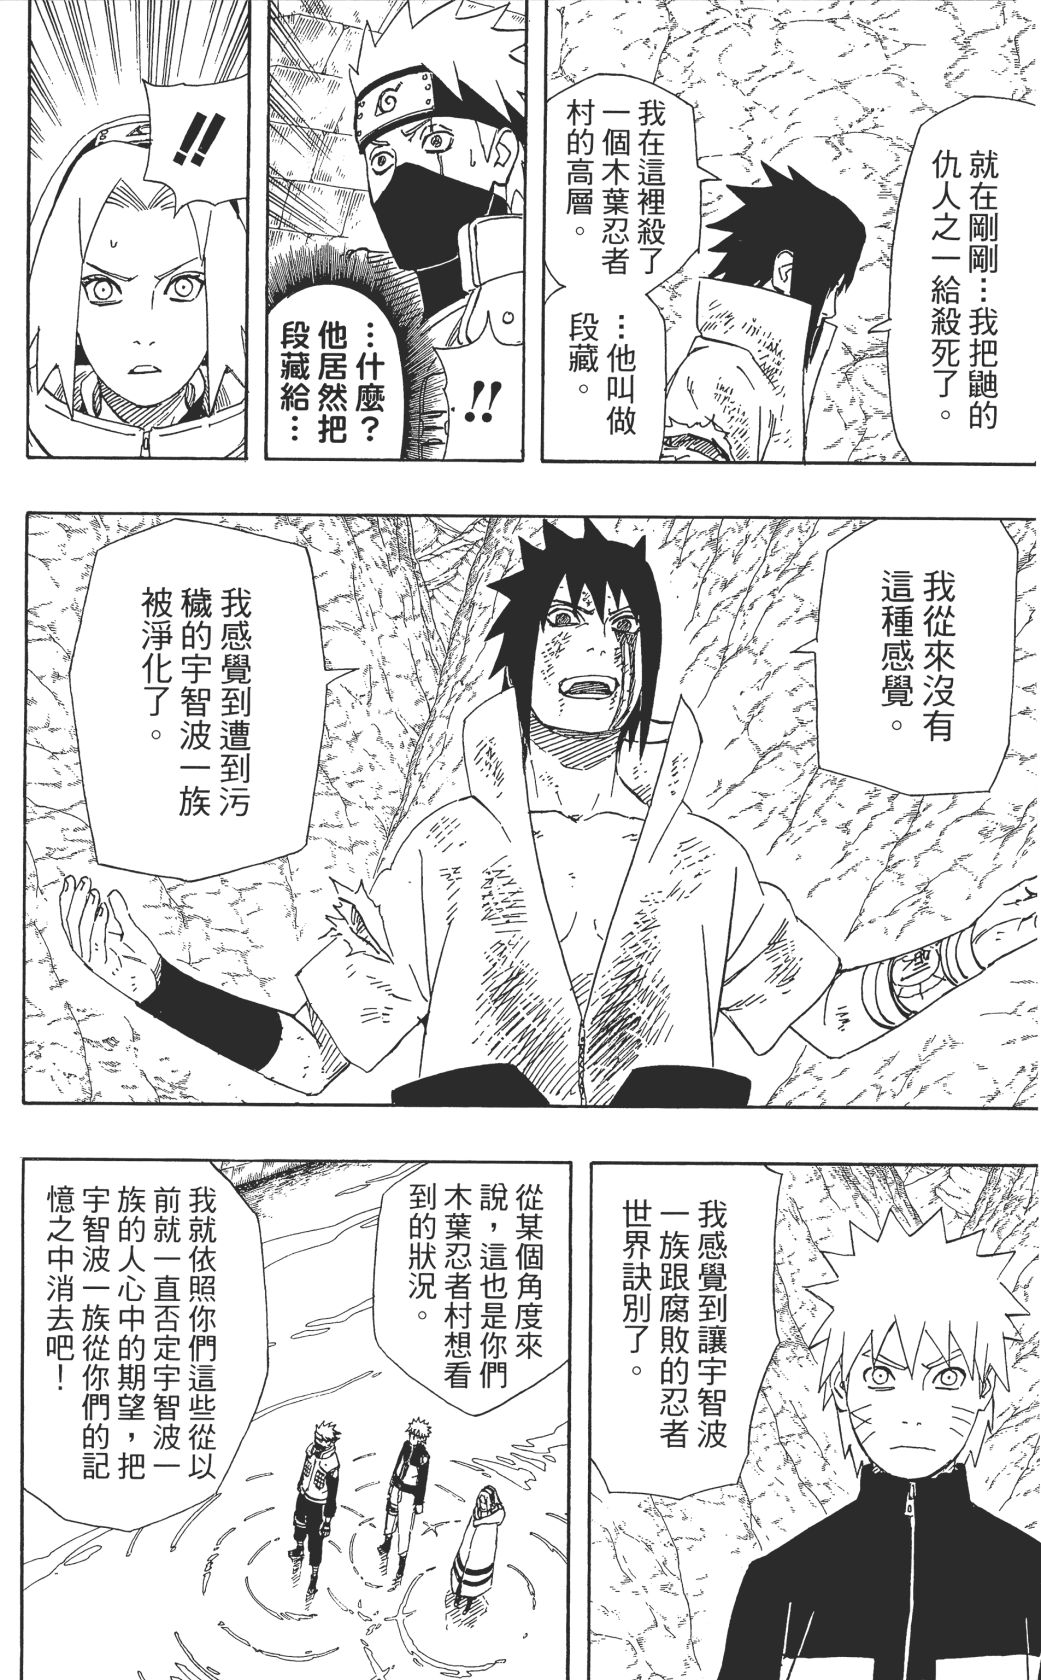 就在剛剛…我把鼬的
仇人之一給殺死了。
我在這裡殺了
一個木葉忍者
村的高層。
…他叫做
段藏。
!!
…什麼？
他居然把
段藏給…
!!
我從來沒有
這種感覺。
我感覺到遭到污
穢的宇智波一族
被淨化了。
我感覺到讓宇智波
一族跟腐敗的忍者
世界訣別了。
從某個角度來
說，這也是你們
木葉忍者村想看
到的狀況。
我就依照你們這些從以
前就一直否定宇智波一
族的人心中的期望，把
宇智波一族從你們的記
憶之中消去吧！